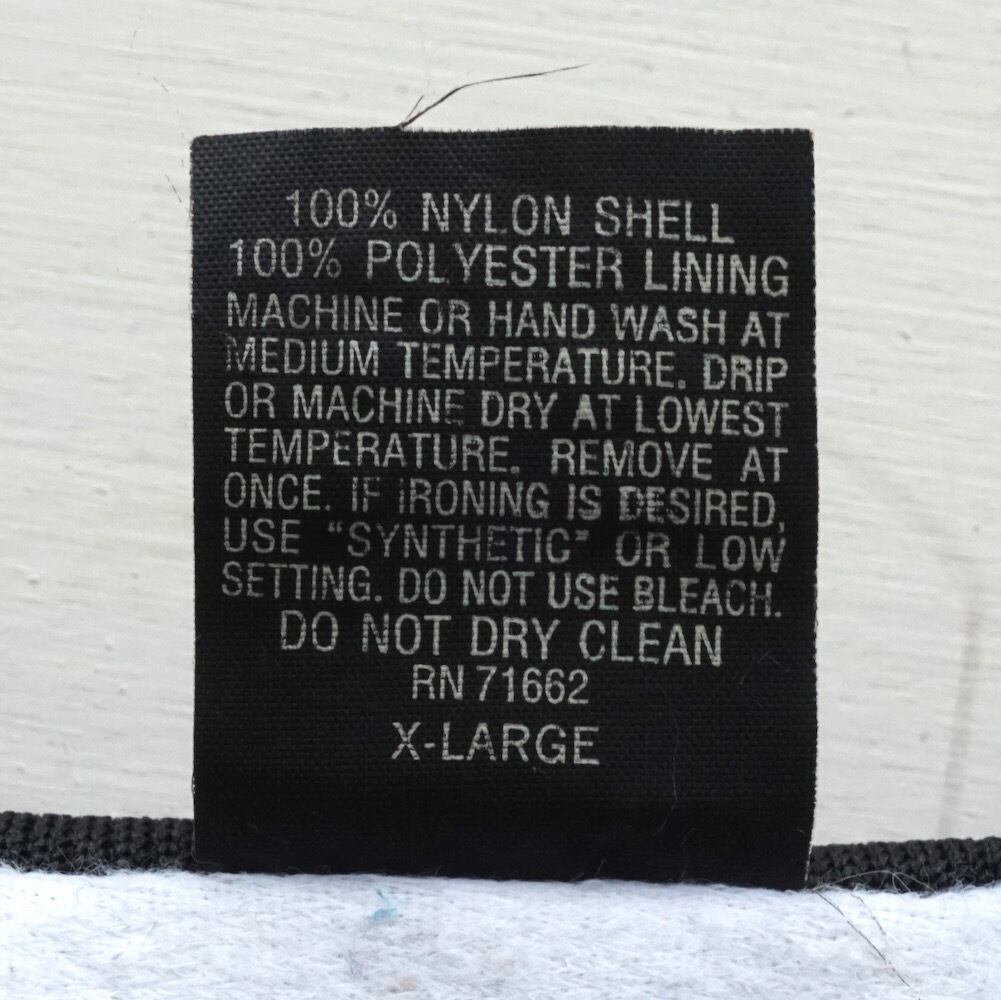 100% NYLON SHELL
100% POLYESTER LINING
MACHINE OR HAND WASH AT
MEDIUM TEMPERATURE. DRIP
OR MACHINE DRY AT LOWEST
TEMPERATURE. REMOVE AT
ONCE. IF IRONING IS DESIRED,
USE “SYNTHETIC” OR LOW
SETTING. DO NOT USE BLEACH.
DO NOT DRY CLEAN
RN 71662
X-LARGE